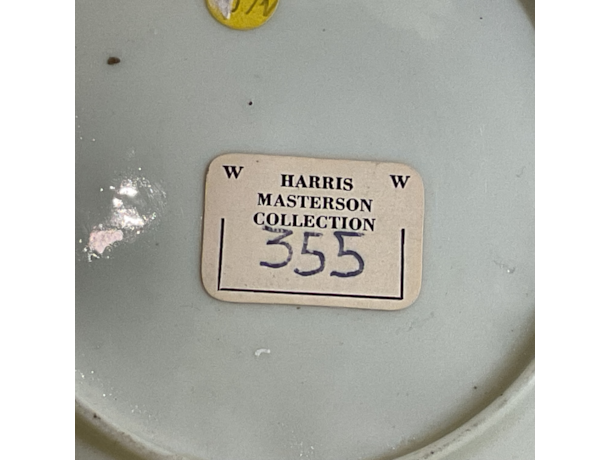 W HARRIS W
MASTERSON
COLLECTION
355